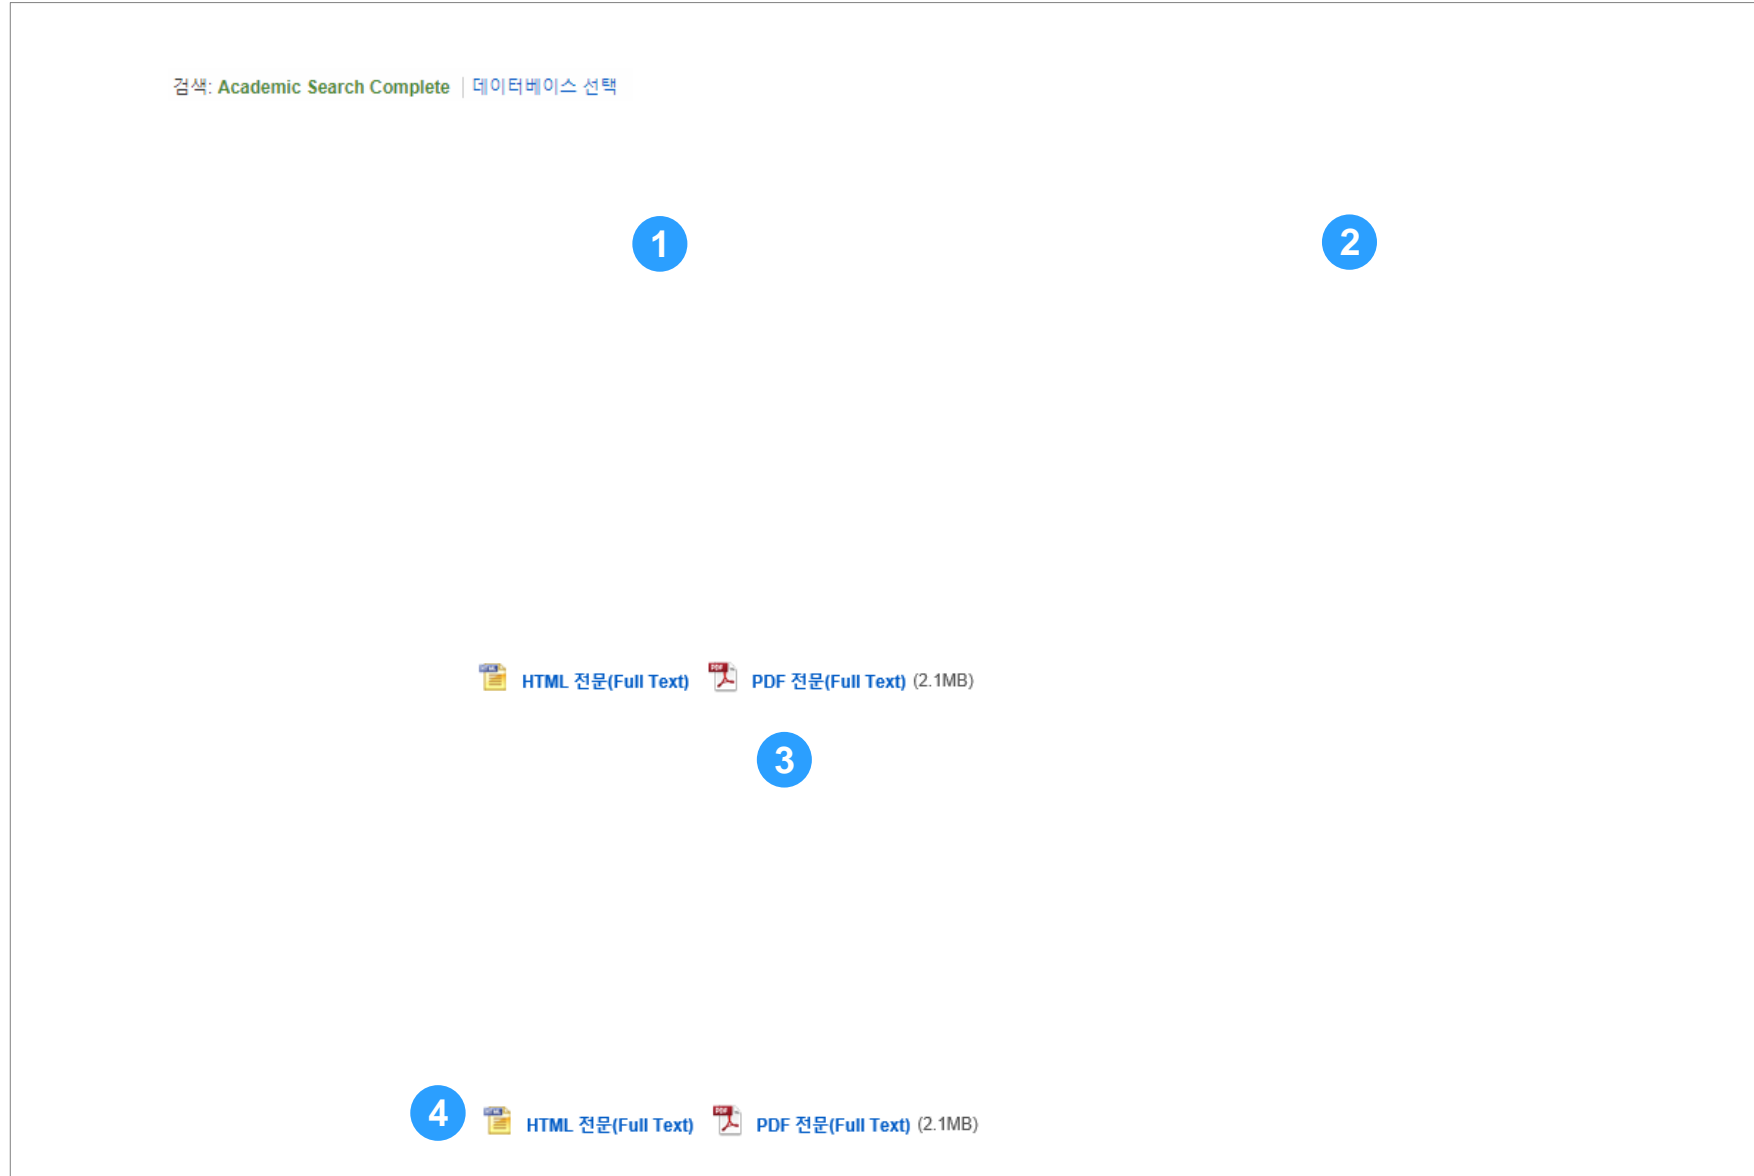 검색: Academic Search Complete | 데이터베이스 선택
1
2
HTML 전문(Full Text) PDF 전문(Full Text) (2.1MB)
3
4 HTML 전문(Full Text) PDF 전문(Full Text) (2.1MB)